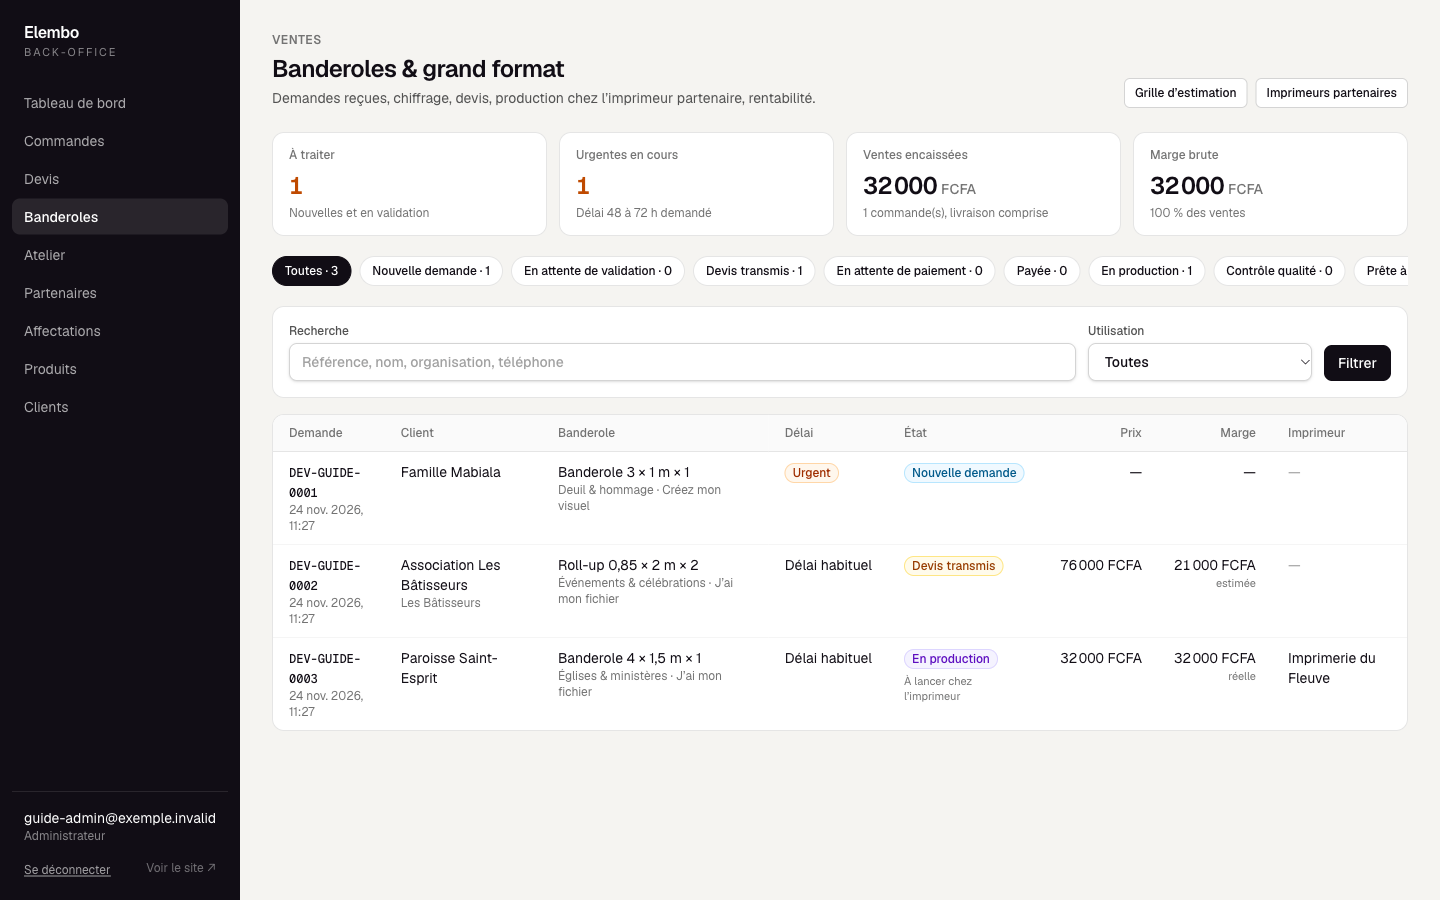 Elembo
BACK-OFFICE
Tableau de bord
Commandes
Devis
Banderoles
Atelier
Partenaires
Affectations
Produits
Clients
guide-admin@exemple.invalid
Administrateur
Se déconnecter
Voir le site ↗
VENTES
Banderoles & grand format
Demandes reçues, chiffrage, devis, production chez l'imprimeur partenaire, rentabilité.
Grille d'estimation
Imprimeurs partenaires
À traiter
1
Nouvelles et en validation
Urgentes en cours
1
Délai 48 à 72 h demandé
Ventes encaissées
32 000 FCFA
1 commande(s), livraison comprise
Marge brute
32 000 FCFA
100 % des ventes
Toutes · 3
Nouvelle demande · 1
En attente de validation · 0
Devis transmis · 1
En attente de paiement · 0
Payée · 0
En production · 1
Contrôle qualité · 0
Prête à
Recherche
Référence, nom, organisation, téléphone
Utilisation
Toutes
Filtrer
Demande Client Banderole Délai État Prix Marge Imprimeur
DEV-GUIDE-
0001
24 nov. 2026,
11:27
Famille Mabiala
Banderole 3 × 1 m × 1
Deuil & hommage · Créez mon
visuel
Urgent
Nouvelle demande
—
—
—
DEV-GUIDE-
0002
24 nov. 2026,
11:27
Association Les
Bâtisseurs
Les Bâtisseurs
Roll-up 0,85 × 2 m × 2
Événements & célébrations · J'ai
mon fichier
Délai habituel
Devis transmis
76 000 FCFA
21 000 FCFA
estimée
—
DEV-GUIDE-
0003
24 nov. 2026,
11:27
Paroisse Saint-
Esprit
Banderole 4 × 1,5 m × 1
Églises & ministères · J'ai mon
fichier
Délai habituel
En production
À lancer chez
l'imprimeur
32 000 FCFA
32 000 FCFA
réelle
Imprimerie du
Fleuve